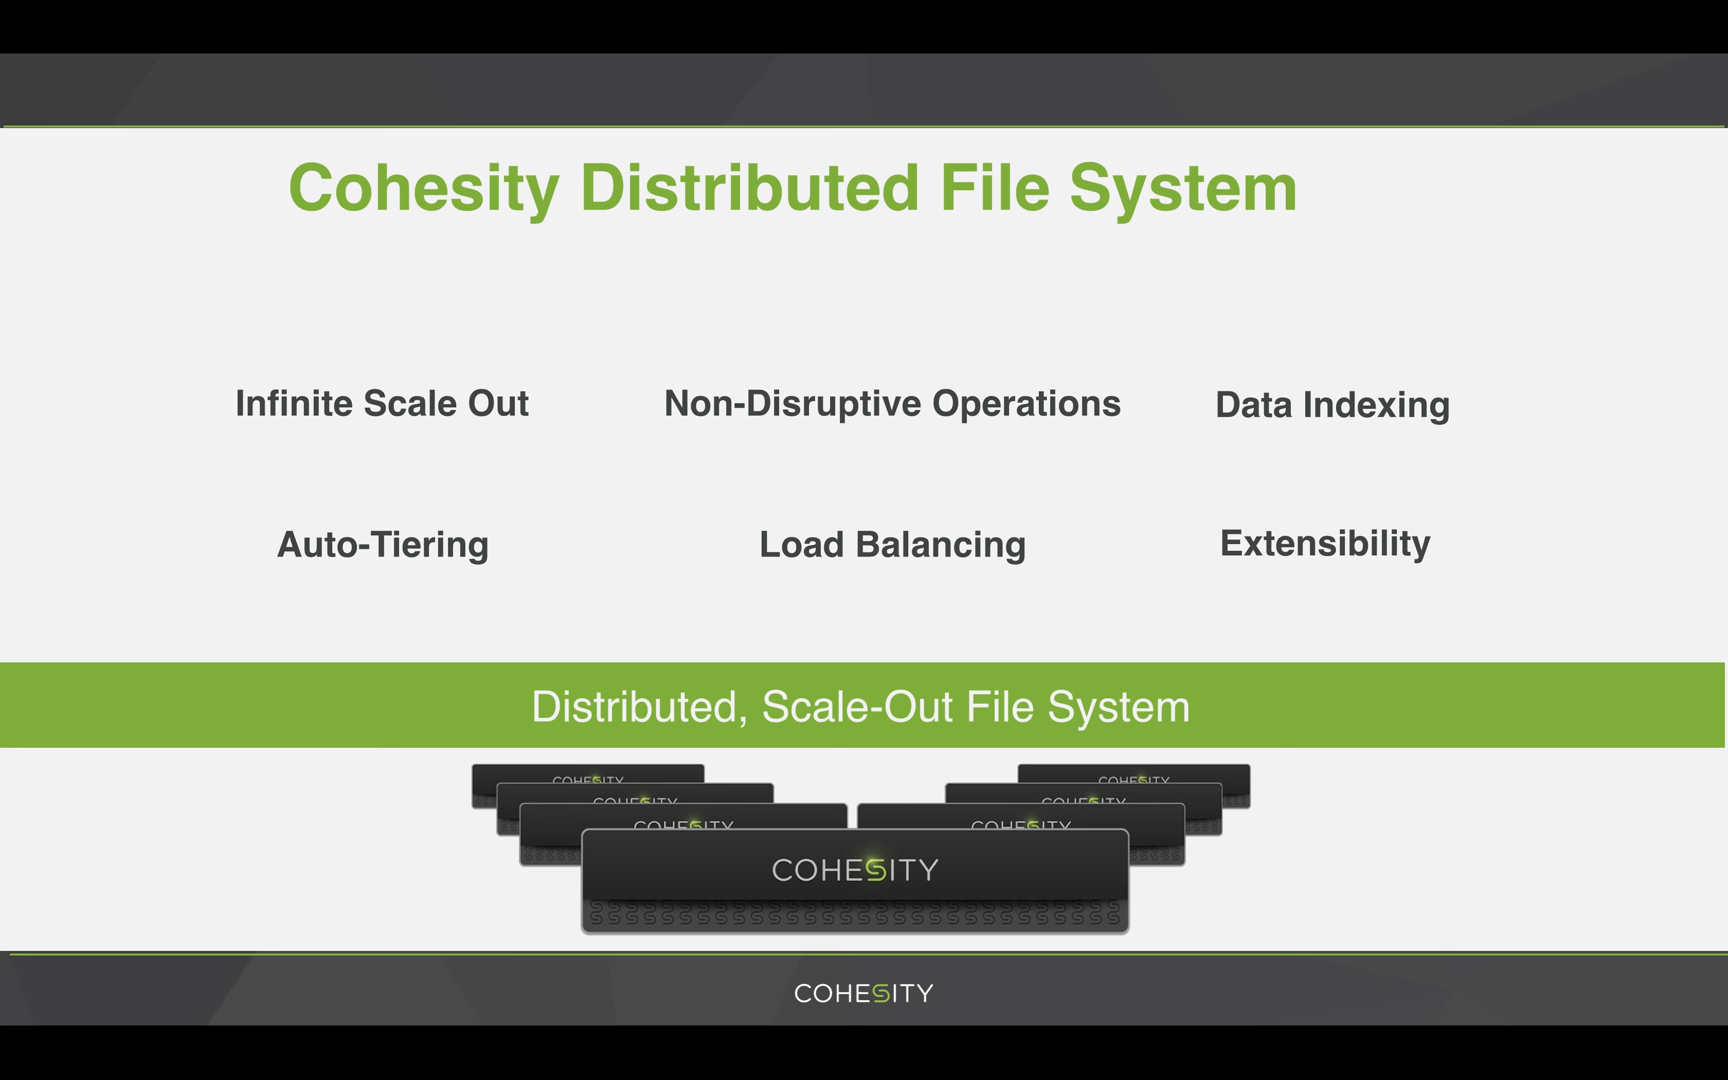 Cohesity Distributed File System
Infinite Scale Out
Non-Disruptive Operations
Data Indexing
Auto-Tiering
Load Balancing
Extensibility
Distributed, Scale-Out File System
COHESITY
COHESITY
COHESITY
COHESITY
COHESITY
COHESITY
COHESITY
COHESITY